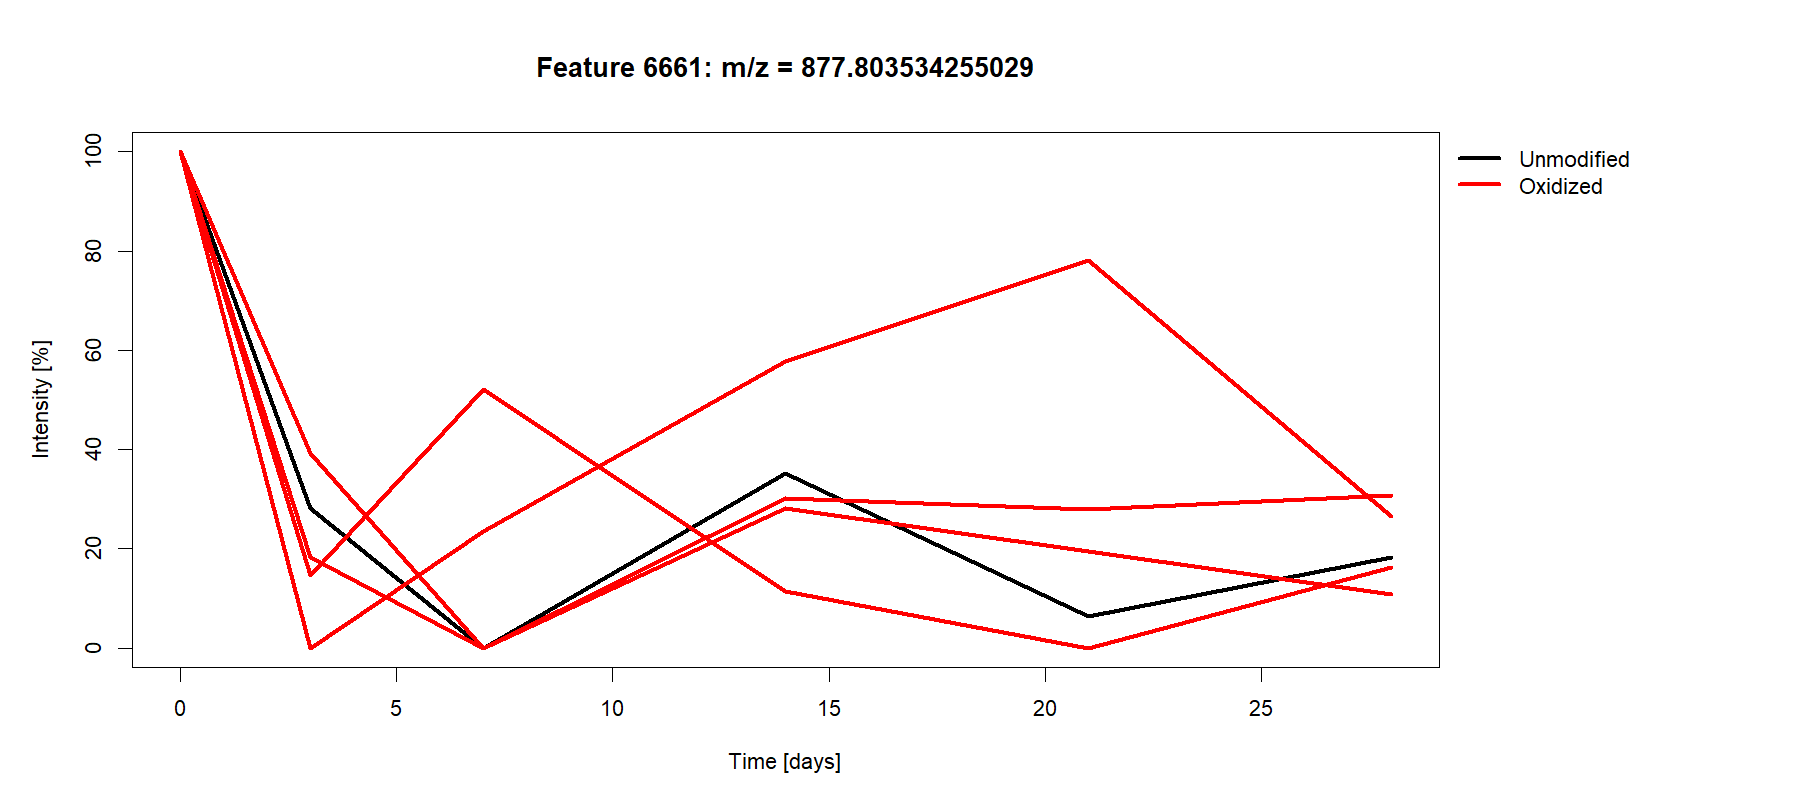 Feature 6661: m/z = 877.803534255029
Unmodified
Oxidized
Intensity [%]
100
80
60
40
20
0
0 5 10 15 20 25
Time [days]